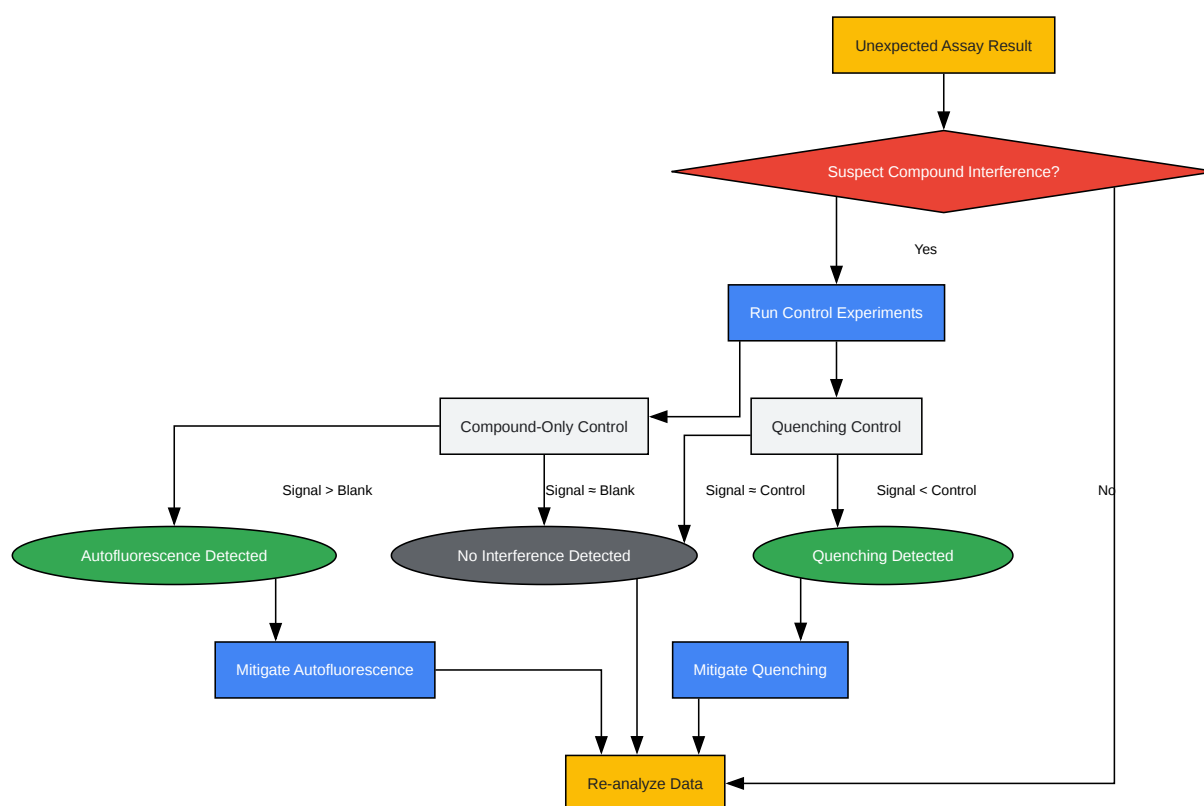 Unexpected Assay Result
Suspect Compound Interference?
Yes
Run Control Experiments
Compound-Only Control
Quenching Control
Signal > Blank
Signal ≈ Blank
Signal ≈ Control
Signal < Control
No
Autofluorescence Detected
No Interference Detected
Quenching Detected
Mitigate Autofluorescence
Mitigate Quenching
Re-analyze Data